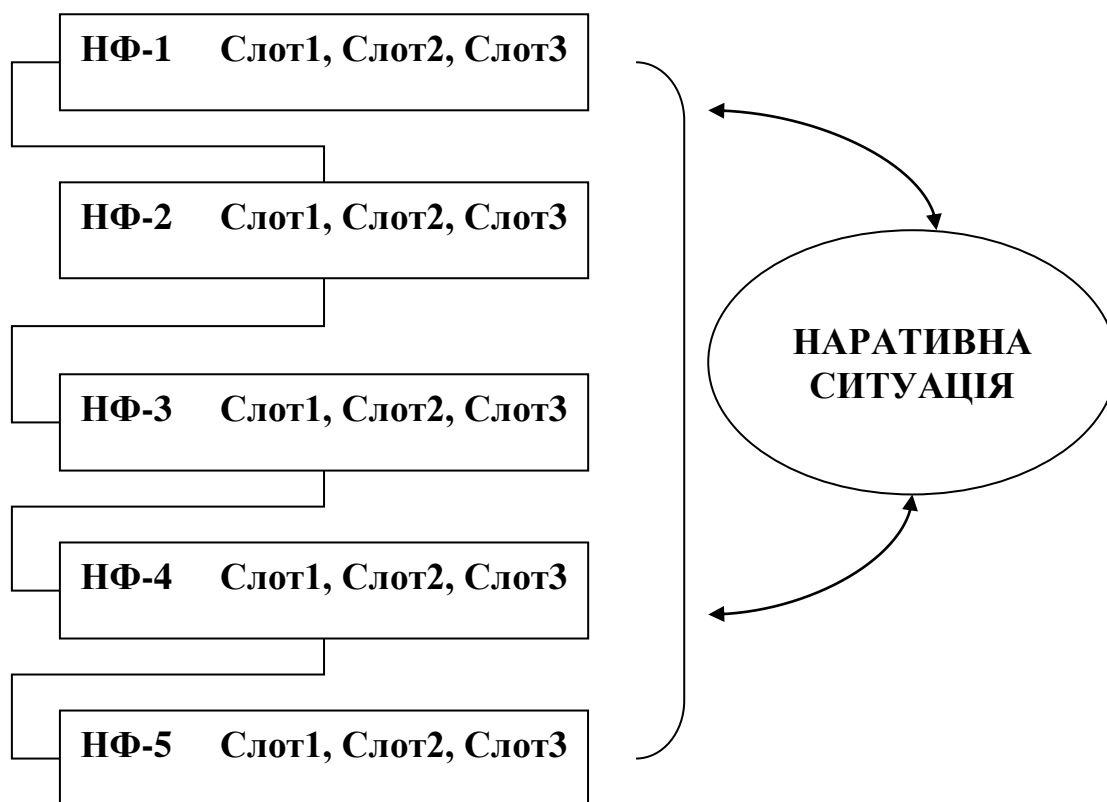 НФ-1 Слот1, Слот2, Слот3
НФ-2 Слот1, Слот2, Слот3
НФ-3 Слот1, Слот2, Слот3
НФ-4 Слот1, Слот2, Слот3
НФ-5 Слот1, Слот2, Слот3
НАРАТИВНА
СИТУАЦІЯ